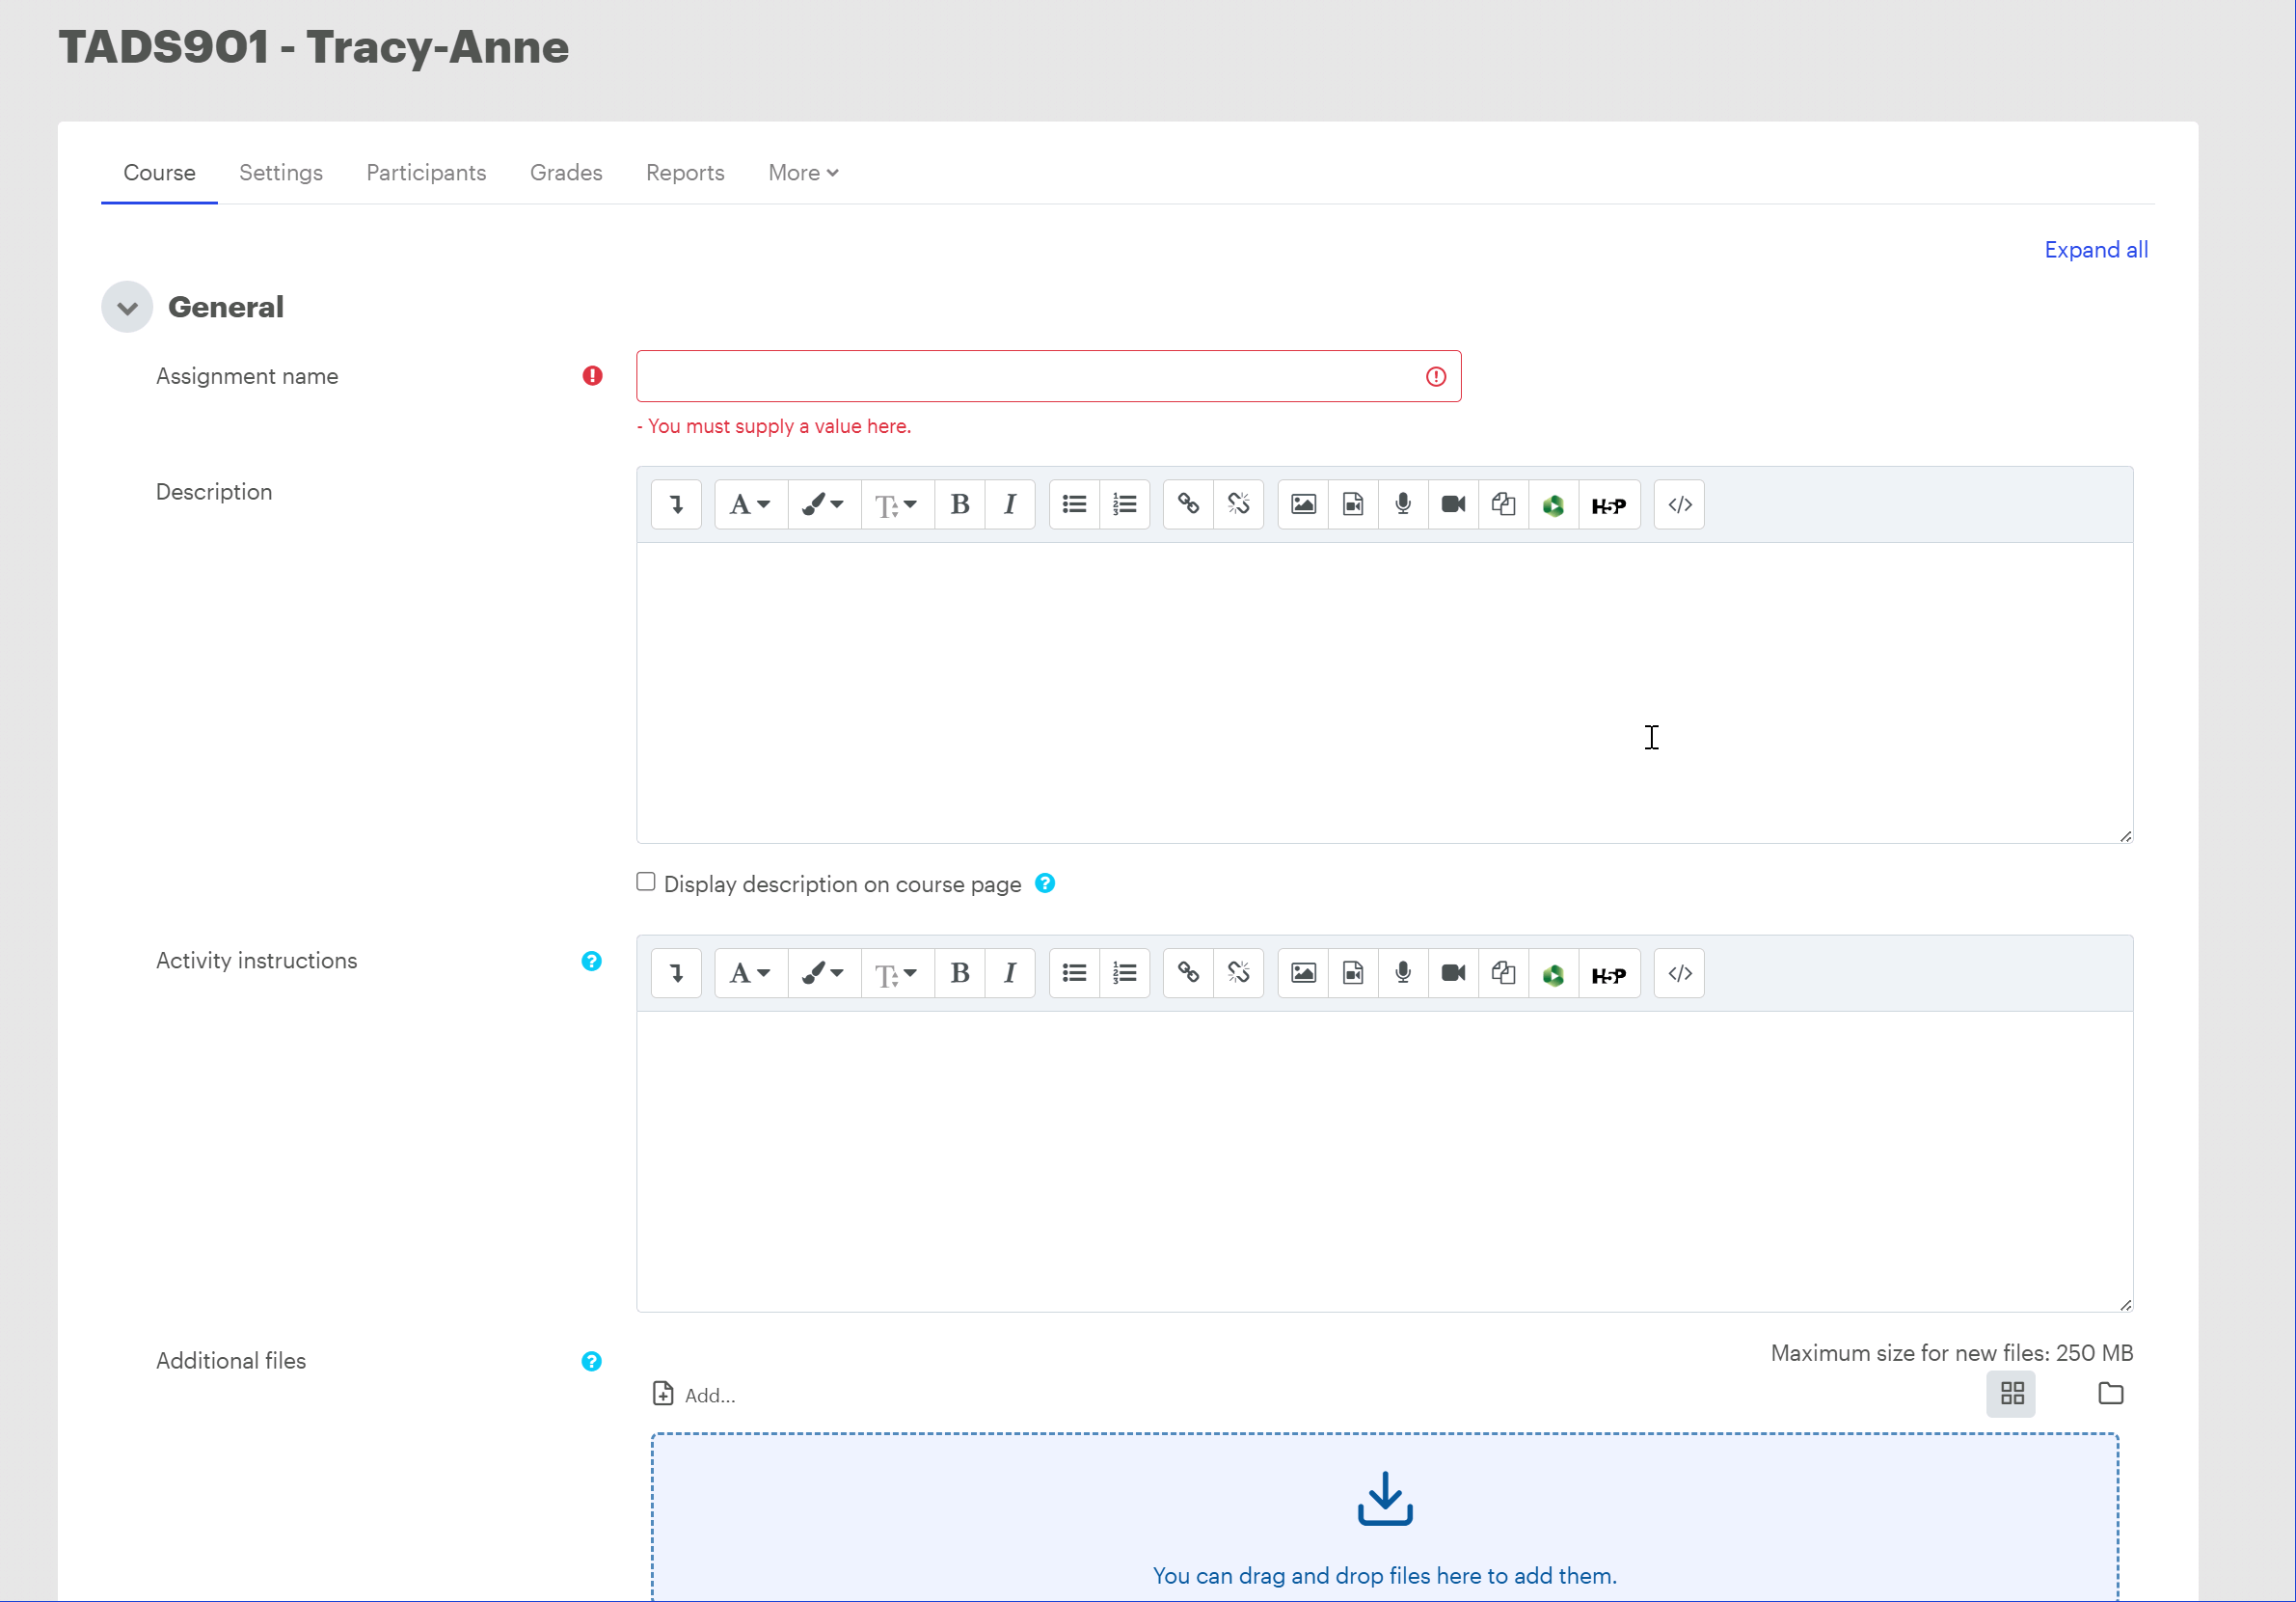 TADS901 - Tracy-Anne
Course Settings Participants Grades Reports More
Expand all
General
Assignment name
- You must supply a value here.
Description
A T B I H5P </>
Display description on course page
Activity instructions
A T B I H5P </>
Additional files
Maximum size for new files: 250 MB
Add...
You can drag and drop files here to add them.